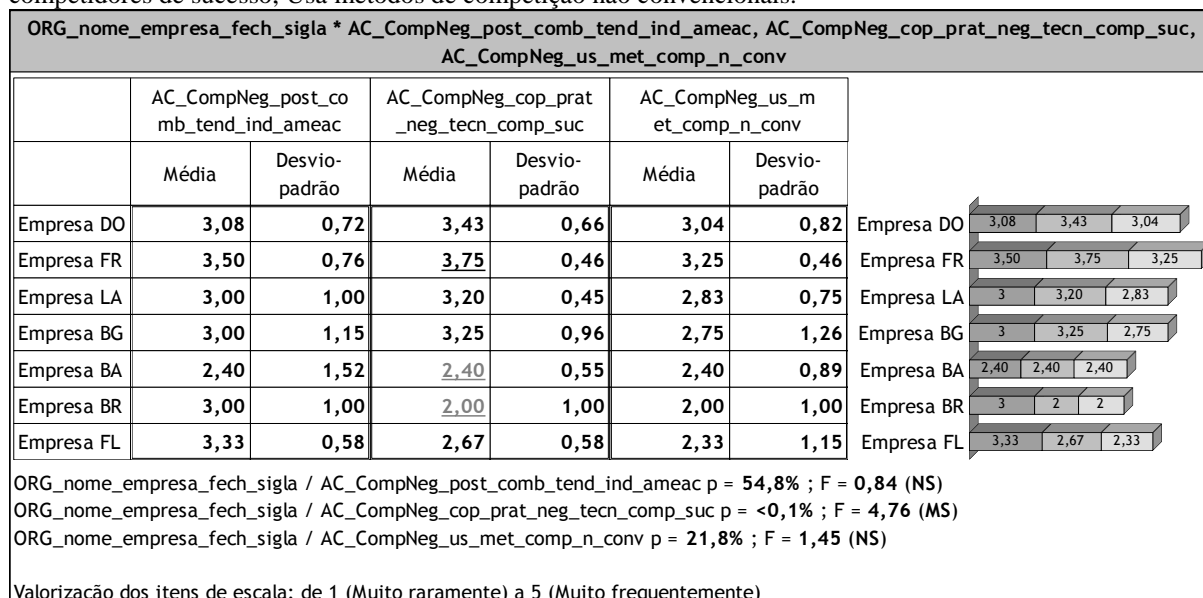 competidores de sucesso, Usa métodos de competição não convencionais.
ORG_nome_empresa_fech_sigla * AC_CompNeg_post_comb_tend_ind_ameac, AC_CompNeg_cop_prat_neg_tecn_comp_suc,
AC_CompNeg_us_met_comp_n_conv
AC_CompNeg_post_co
mb_tend_ind_ameac
AC_CompNeg_cop_prat
_neg_tecn_comp_suc
AC_CompNeg_us_m
et_comp_n_conv
Média Desvio-
padrão Média Desvio-
padrão Média Desvio-
padrão
Empresa DO 3,08 0,72 3,43 0,66 3,04 0,82 Empresa DO 3,08 3,43 3,04
Empresa FR 3,50 0,76 3,75 0,46 3,25 0,46 Empresa FR 3,50 3,75 3,25
Empresa LA 3,00 1,00 3,20 0,45 2,83 0,75 Empresa LA 3 3,20 2,83
Empresa BG 3,00 1,15 3,25 0,96 2,75 1,26 Empresa BG 3 3,25 2,75
Empresa BA 2,40 1,52 2,40 0,55 2,40 0,89 Empresa BA 2,40 2,40 2,40
Empresa BR 3,00 1,00 2,00 1,00 2,00 1,00 Empresa BR 3 2 2
Empresa FL 3,33 0,58 2,67 0,58 2,33 1,15 Empresa FL 3,33 2,67 2,33
ORG_nome_empresa_fech_sigla / AC_CompNeg_post_comb_tend_ind_ameac p = 54,8% ; F = 0,84 (NS)
ORG_nome_empresa_fech_sigla / AC_CompNeg_cop_prat_neg_tecn_comp_suc p = <0,1% ; F = 4,76 (MS)
ORG_nome_empresa_fech_sigla / AC_CompNeg_us_met_comp_n_conv p = 21,8% ; F = 1,45 (NS)
Valorização dos itens de escala: de 1 (Muito raramente) a 5 (Muito frequentemente)